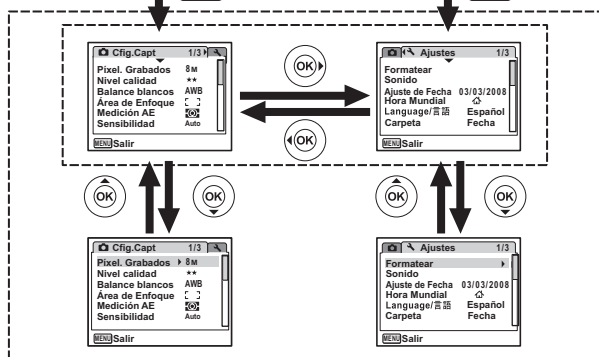 Cfig.Capt 1/3
Píxel. Grabados 8M
Nivel calidad ★★
Balance blancos AWB
Área de Enfoque
Medición AE
Sensibilidad Auto
MENU Salir
OK
OK
Ajustes 1/3
Formatear
Sonido
Ajuste de Fecha 03/03/2008
Hora Mundial
Language/言語 Español
Carpeta Fecha
MENU Salir
OK
OK
OK
OK
Cfig.Capt 1/3
Píxel. Grabados 8M
Nivel calidad ★★
Balance blancos AWB
Área de Enfoque
Medición AE
Sensibilidad Auto
MENU Salir
Ajustes 1/3
Formatear
Sonido
Ajuste de Fecha 03/03/2008
Hora Mundial
Language/言語 Español
Carpeta Fecha
MENU Salir